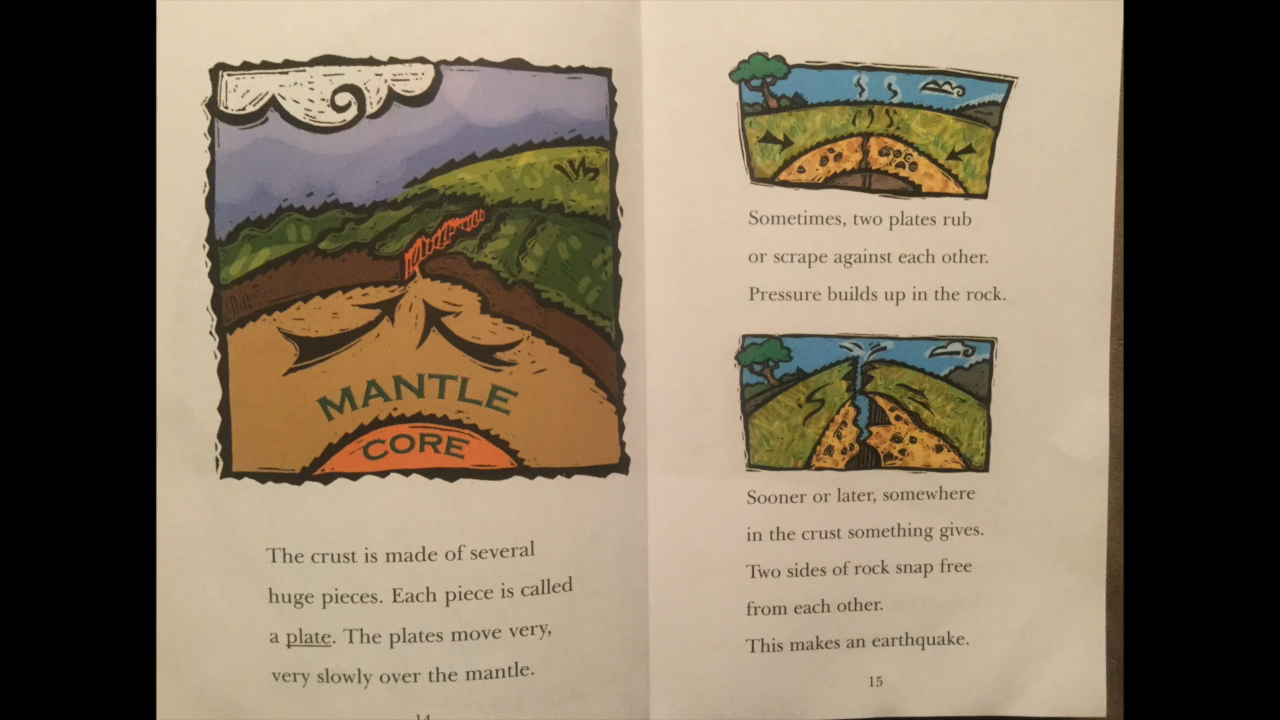 MANTLE
CORE
The crust is made of several
huge pieces. Each piece is called
a plate. The plates move very,
very slowly over the mantle.
14
Sometimes, two plates rub
or scrape against each other.
Pressure builds up in the rock.
Sooner or later, somewhere
in the crust something gives.
Two sides of rock snap free
from each other.
This makes an earthquake.
15